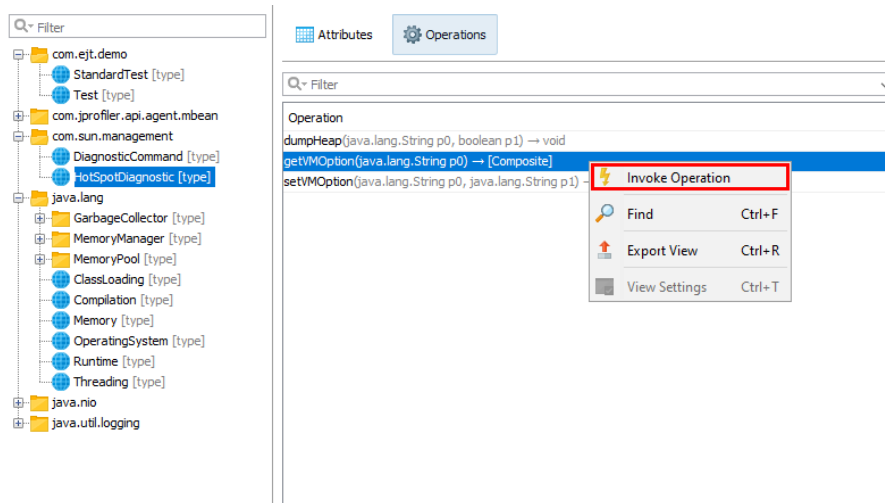 Filter
com.ejt.demo
StandardTest [type]
Test [type]
com.jprofiler.api.agent.mbean
com.sun.management
DiagnosticCommand [type]
HotSpotDiagnostic [type]
java.lang
GarbageCollector [type]
MemoryManager [type]
MemoryPool [type]
ClassLoading [type]
Compilation [type]
Memory [type]
OperatingSystem [type]
Runtime [type]
Threading [type]
java.nio
java.util.logging
Attributes
Operations
Filter
Operation
dumpHeap(java.lang.String p0, boolean p1) → void
getVMOption(java.lang.String p0) → [Composite]
setVMOption(java.lang.String p0, java.lang.String p1)
Invoke Operation
Find Ctrl+F
Export View Ctrl+R
View Settings Ctrl+T